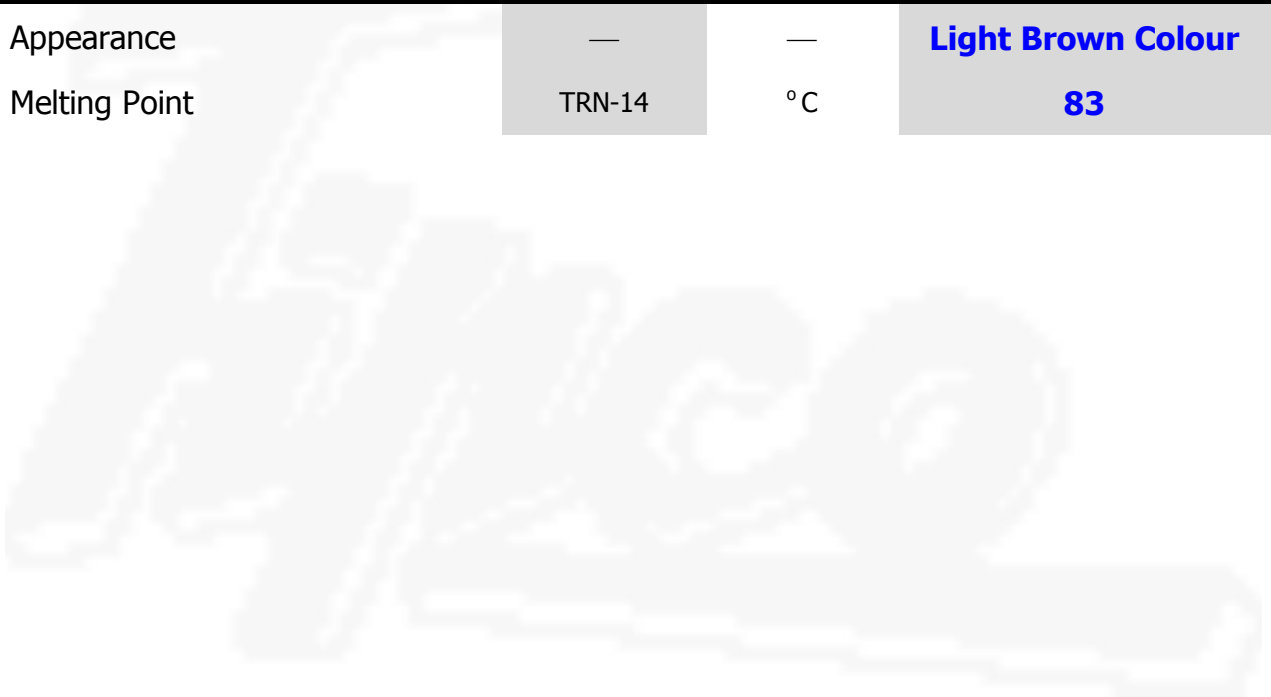 Appearance — — Light Brown Colour
Melting Point TRN-14 °C 83